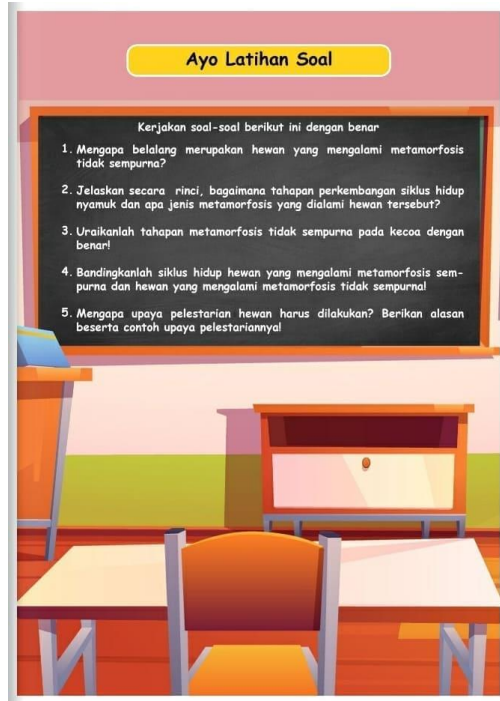 Ayo Latihan Soal
Kerjakan soal-soal berikut ini dengan benar
1. Mengapa belalang merupakan hewan yang mengalami metamorfosis
tidak sempurna?
2. Jelaskan secara rinci, bagaimana tahapan perkembangan siklus hidup
nyamuk dan apa jenis metamorfosis yang dialami hewan tersebut?
3. Uraikanlah tahapan metamorfosis tidak sempurna pada kecoa dengan
benar!
4. Bandingkanlah siklus hidup hewan yang mengalami metamorfosis sem-
purna dan hewan yang mengalami metamorfosis tidak sempurna!
5. Mengapa upaya pelestarian hewan harus dilakukan? Berikan alasan
beserta contoh upaya pelestariannya!